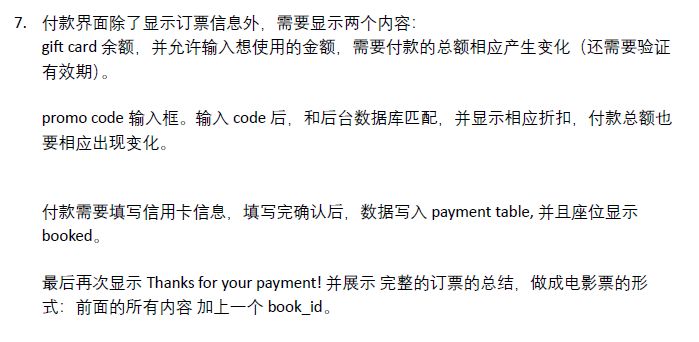 7. 付款界面除了显示订票信息外，需要显示两个内容：
gift card 余额，并允许输入想使用的金额，需要付款的总额相应产生变化（还需要验证
有效期）。
promo code 输入框。输入 code 后，和后台数据库匹配，并显示相应折扣，付款总额也
要相应出现变化。
付款需要填写信用卡信息，填写完确认后，数据写入 payment table, 并且座位显示
booked。
最后再次显示 Thanks for your payment! 并展示 完整的订票的总结，做成电影票的形
式：前面的所有内容 加上一个 book_id。